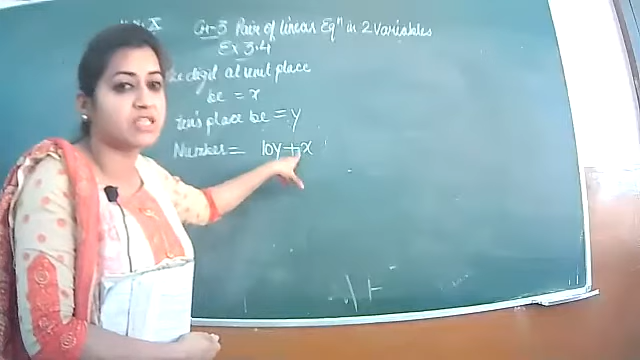 X Ch-3 Pair of linear Eqⁿ in 2 variables
Ex 3.4
digit at unit place
be = x
ten's place be = y
Number = 10y + x